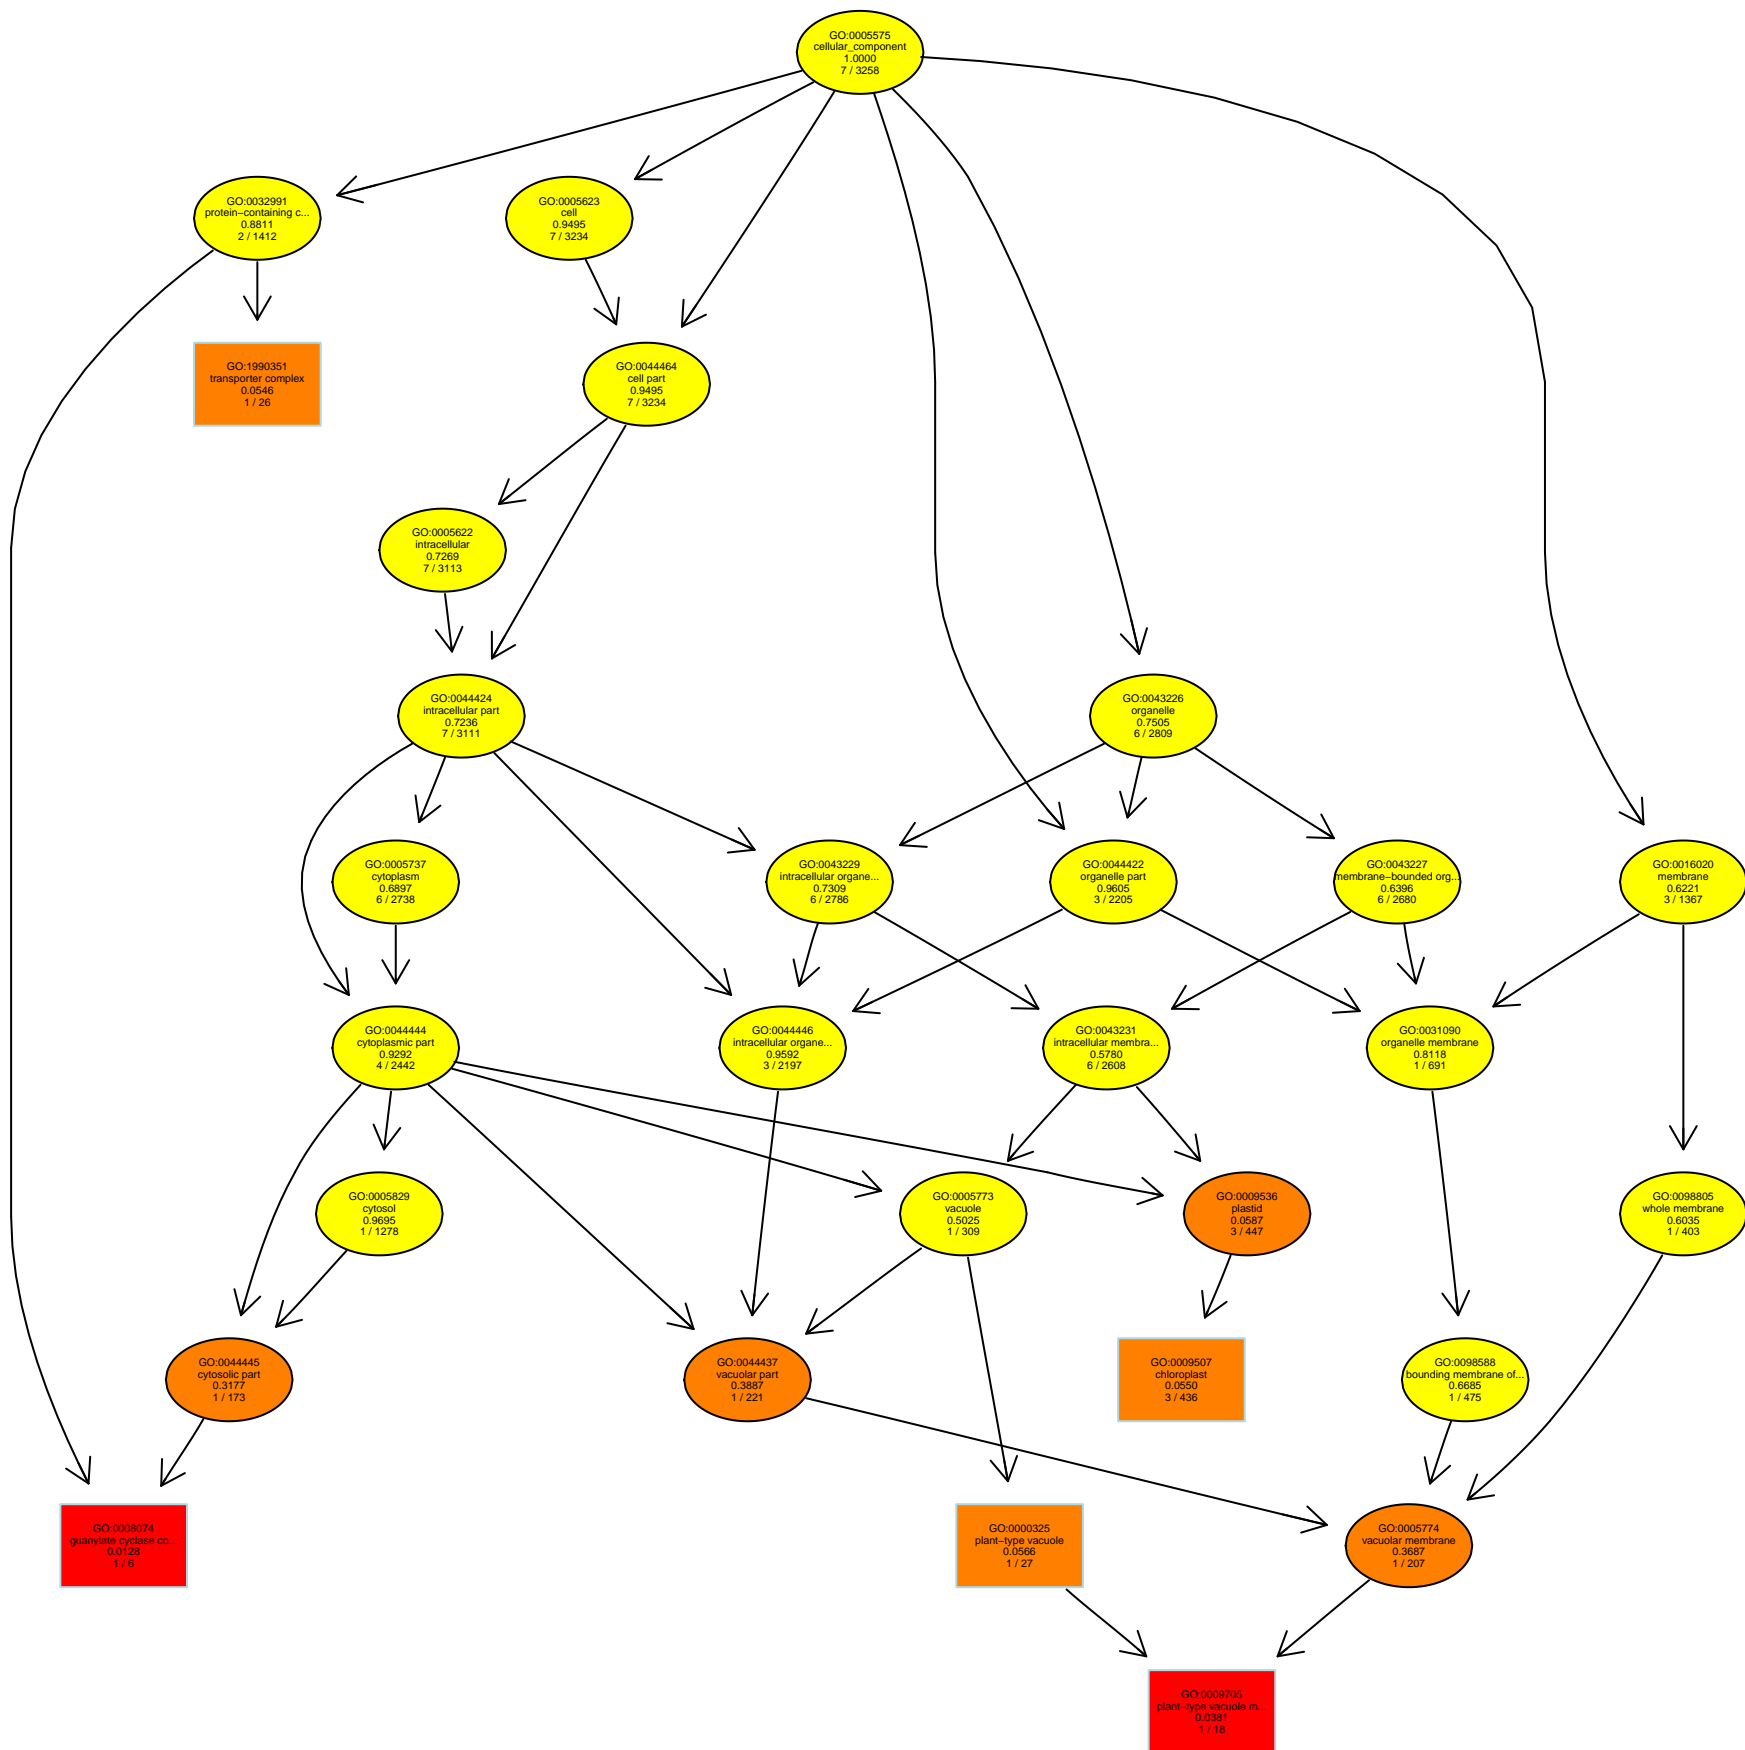 GO:0005575
cellular_component
1.0000
7 / 3258
GO:0032991
protein−containing c...
0.8811
2 / 1412
GO:0005623
cell
0.9495
7 / 3234
GO:1990351
transporter complex
0.0546
1 / 26
GO:0044464
cell part
0.9495
7 / 3234
GO:0005622
intracellular
0.7269
7 / 3113
GO:0044424
intracellular part
0.7236
7 / 3111
GO:0043226
organelle
0.7505
6 / 2809
GO:0005737
cytoplasm
0.6897
6 / 2738
GO:0043229
intracellular organe...
0.7309
6 / 2786
GO:0044422
organelle part
0.9605
3 / 2205
GO:0043227
membrane−bounded org...
0.6396
6 / 2680
GO:0016020
membrane
0.6221
3 / 1367
GO:0044444
cytoplasmic part
0.9292
4 / 2442
GO:0044446
intracellular organe...
0.9592
3 / 2197
GO:0043231
intracellular membra...
0.5780
6 / 2608
GO:0031090
organelle membrane
0.8118
1 / 691
GO:0005829
cytosol
0.9695
1 / 1278
GO:0005773
vacuole
0.5025
1 / 309
GO:0009536
plastid
0.0587
3 / 447
GO:0098805
whole membrane
0.6035
1 / 403
GO:0044445
cytosolic part
0.3177
1 / 173
GO:0044437
vacuolar part
0.3887
1 / 221
GO:0009507
chloroplast
0.0550
3 / 436
GO:0098588
bounding membrane of...
0.6685
1 / 475
GO:0008074
guanylate cyclase co...
0.0128
1 / 6
GO:0000325
plant−type vacuole
0.0566
1 / 27
GO:0005774
vacuolar membrane
0.3687
1 / 207
GO:0009705
plant−type vacuole m...
0.0381
1 / 18